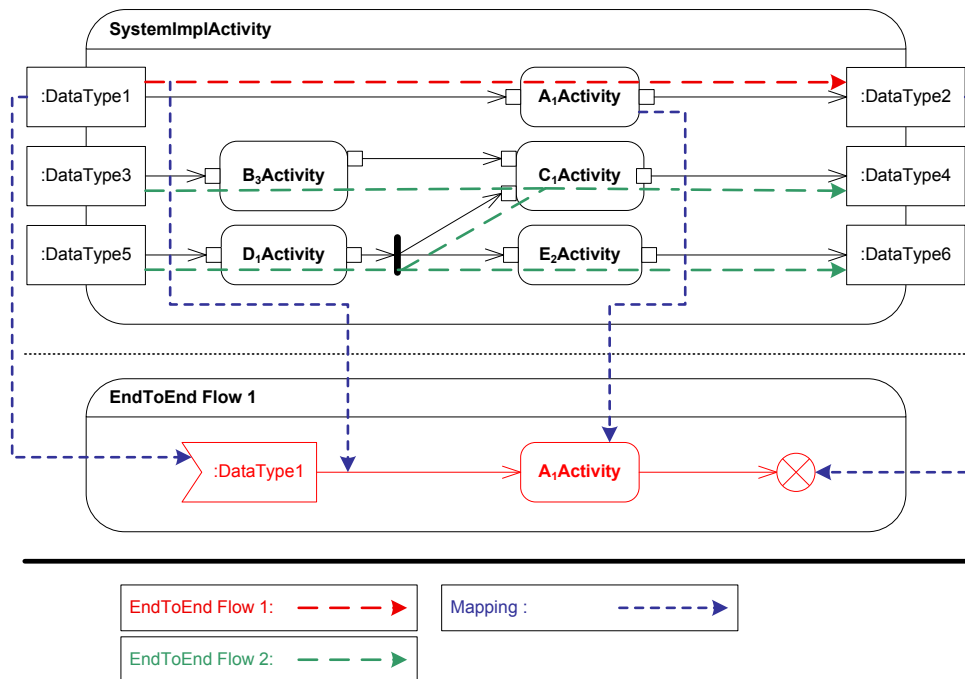 SystemImplActivity
:DataType1
A₁Activity
:DataType2
:DataType3
B₃Activity
C₁Activity
:DataType4
:DataType5
D₁Activity
E₂Activity
:DataType6
EndToEnd Flow 1
:DataType1
A₁Activity
EndToEnd Flow 1:
Mapping :
EndToEnd Flow 2: